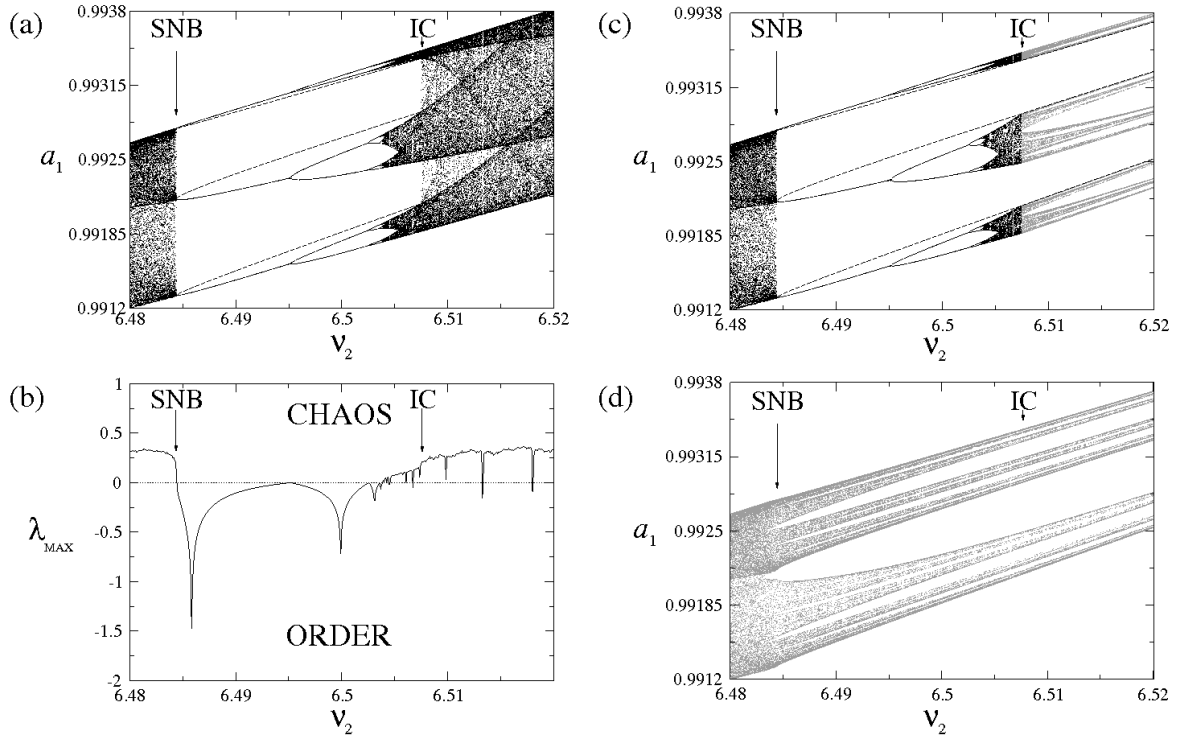 (a)
SNB
IC
0.9938
0.99315
0.9925
0.99185
0.9912
a1
6.48
6.49
6.5
6.51
6.52
ν2
(c)
SNB
IC
0.9938
0.99315
0.9925
0.99185
0.9912
a1
6.48
6.49
6.5
6.51
6.52
ν2
(b)
SNB
CHAOS
IC
1
0.5
0
-0.5
-1
-1.5
-2
λMAX
ORDER
6.48
6.49
6.5
6.51
6.52
ν2
(d)
SNB
IC
0.9938
0.99315
0.9925
0.99185
0.9912
a1
6.48
6.49
6.5
6.51
6.52
ν2